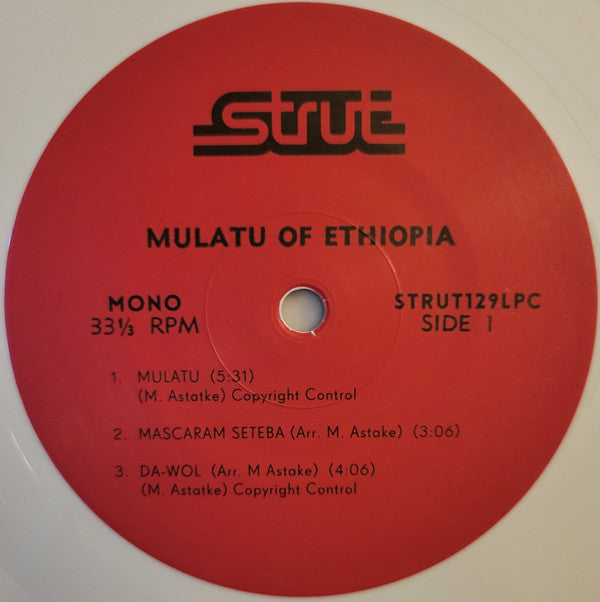 Strut
MULATU OF ETHIOPIA
MONO
33⅓ RPM
STRUT129LPC
SIDE 1
1. MULATU (5:31)
(M. Astatke) Copyright Control
2. MASCARAM SETEBA (Arr. M. Astake) (3:06)
3. DA-WOL (Arr. M Astake) (4:06)
(M. Astatke) Copyright Control